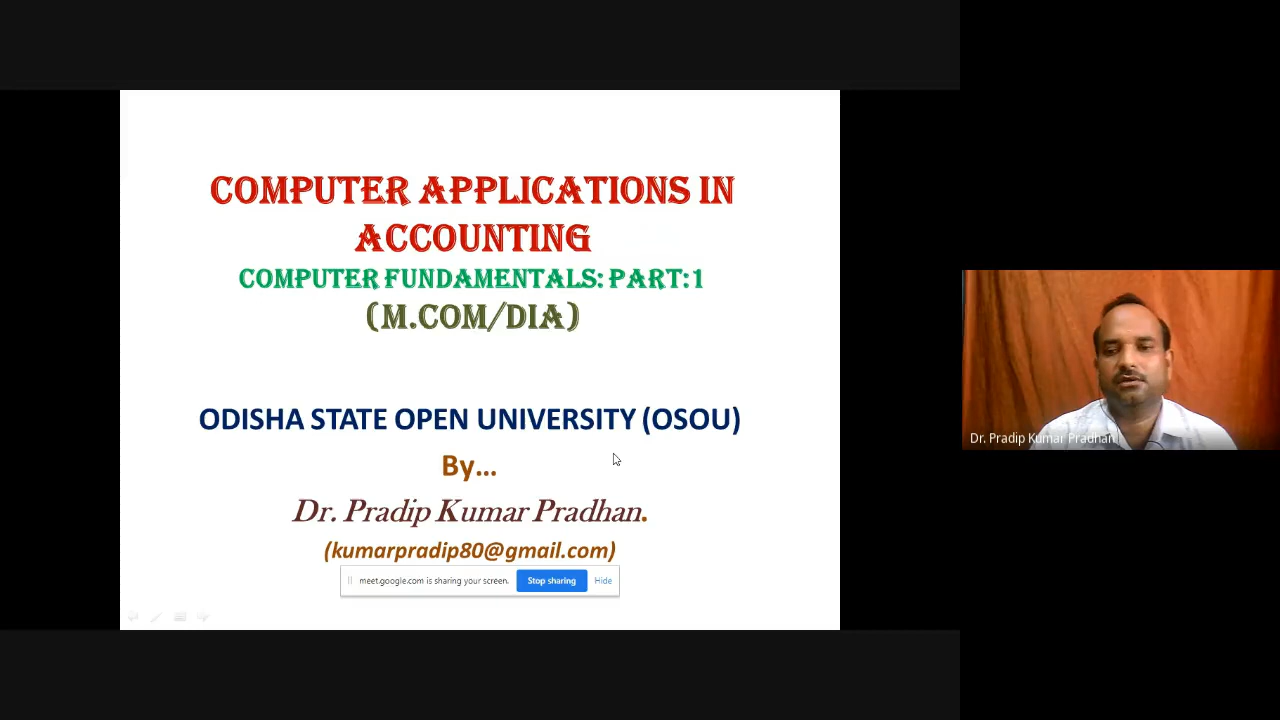 COMPUTER APPLICATIONS IN
ACCOUNTING
COMPUTER FUNDAMENTALS: PART:1
(M.COM/DIA)
ODISHA STATE OPEN UNIVERSITY (OSOU)
By...
Dr. Pradip Kumar Pradhan.
(kumarpradip80@gmail.com)
meet.google.com is sharing your screen. Stop sharing Hide
Dr. Pradip Kumar Pradhan